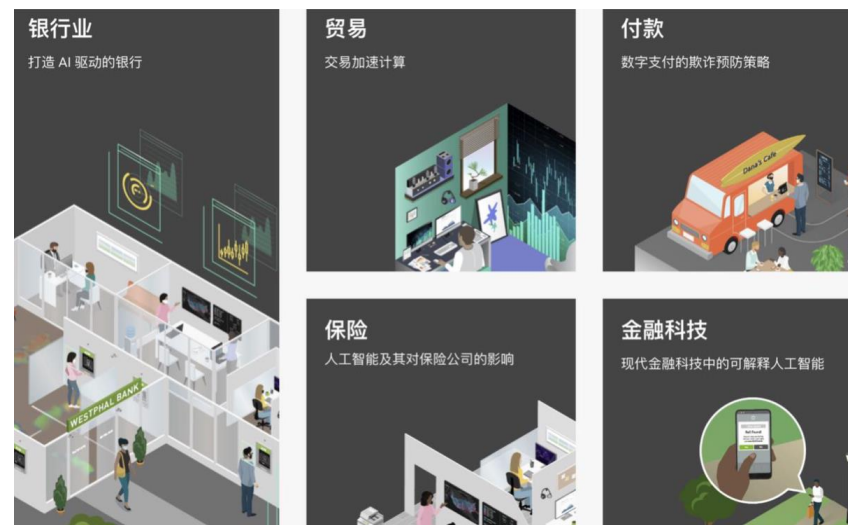 银行业
打造 AI 驱动的银行
贸易
交易加速计算
付款
数字支付的欺诈预防策略
Dana's Cafe
WESTPHAL BANK
保险
人工智能及其对保险公司的影响
金融科技
现代金融科技中的可解释人工智能